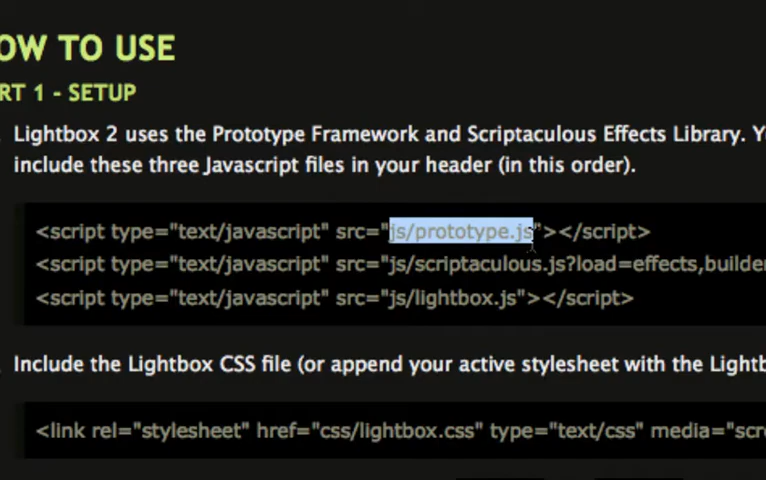 OW TO USE
RT 1 - SETUP
Lightbox 2 uses the Prototype Framework and Scriptaculous Effects Library. Y
include these three Javascript files in your header (in this order).
<script type="text/javascript" src="js/prototype.js"></script>
<script type="text/javascript" src="js/scriptaculous.js?load=effects,builde
<script type="text/javascript" src="js/lightbox.js"></script>
Include the Lightbox CSS file (or append your active stylesheet with the Lightb
<link rel="stylesheet" href="css/lightbox.css" type="text/css" media="scr